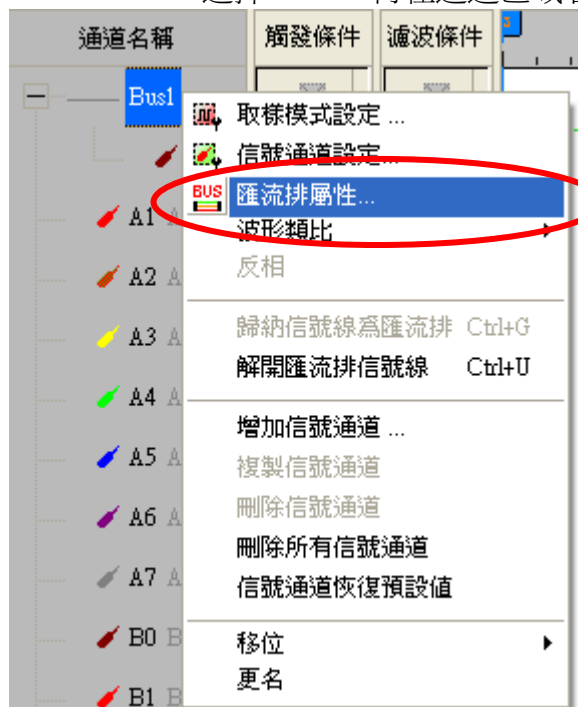 通道名稱 觸發條件 濾波條件
Bus1
取樣模式設定 ...
信號通道設定...
BUS 匯流排屬性...
A1 A
波形類比
反相
A2 A
A3 A
歸納信號線為匯流排 Ctrl+G
解開匯流排信號線 Ctrl+U
A4 A
增加信號通道 ...
A5 A
複製信號通道
A6 A
刪除信號通道
刪除所有信號通道
A7 A
信號通道恢復預設值
B0 B
移位
更名
B1 B